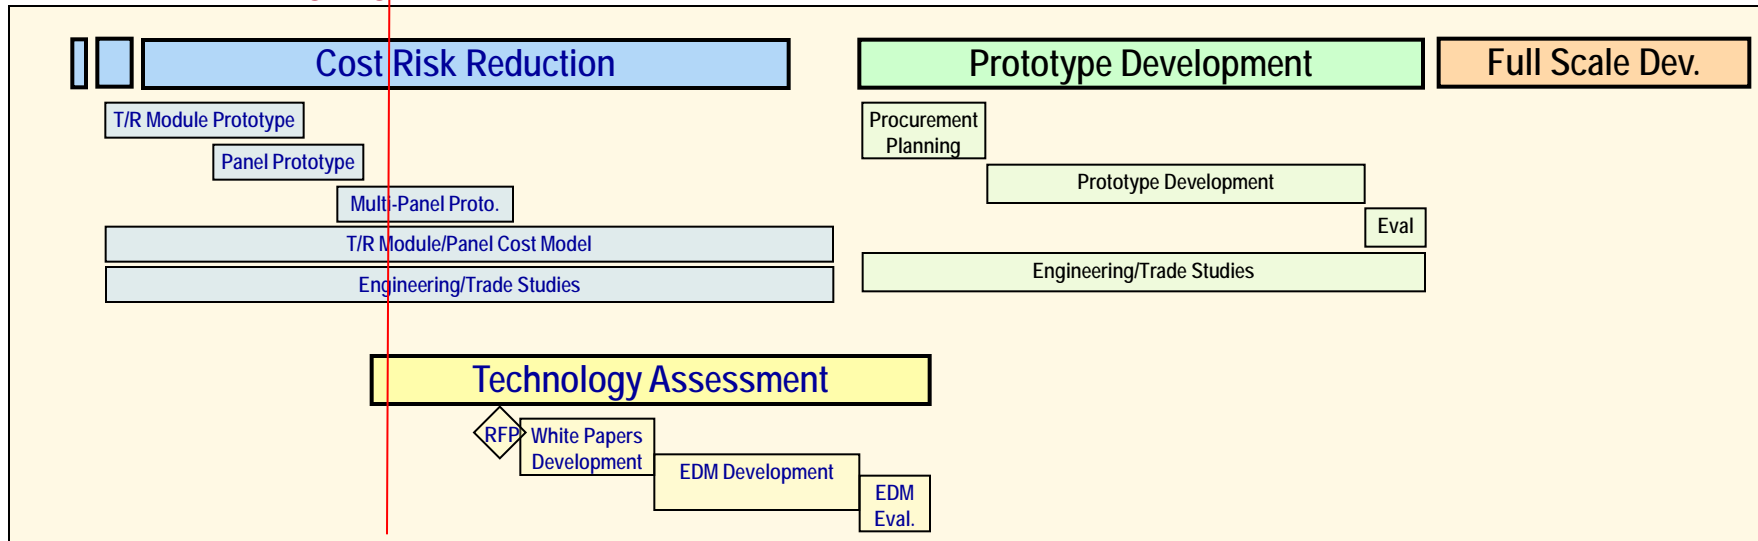 Cost Risk Reduction
Prototype Development
Full Scale Dev.
T/R Module Prototype
Panel Prototype
Multi-Panel Proto.
T/R Module/Panel Cost Model
Engineering/Trade Studies
Procurement
Planning
Prototype Development
Eval
Engineering/Trade Studies
Technology Assessment
RFP
White Papers
Development
EDM Development
EDM
Eval.